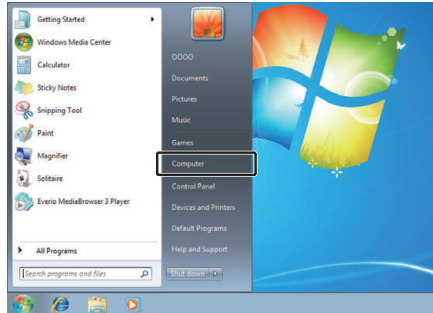 Getting Started
Windows Media Center
Calculator
Sticky Notes
Snipping Tool
Paint
Magnifier
Solitaire
Everio MediaBrowser 3 Player
All Programs
Search programs and files
OOOO
Documents
Pictures
Music
Games
Computer
Control Panel
Devices and Printers
Default Programs
Help and Support
Shut down